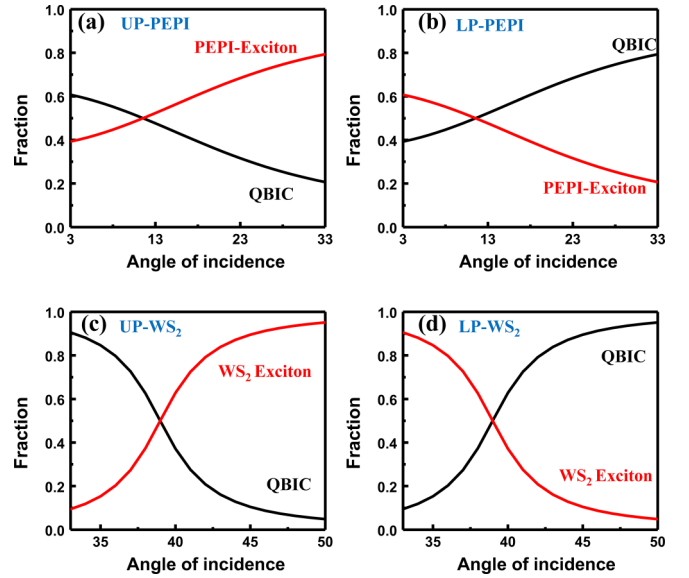 (a) UP-PEPI
PEPI-Exciton
QBIC
Fraction
1.0
0.8
0.6
0.4
0.2
0.0
3 13 23 33
Angle of incidence
(b) LP-PEPI
QBIC
PEPI-Exciton
Fraction
1.0
0.8
0.6
0.4
0.2
0.0
3 13 23 33
Angle of incidence
(c) UP-WS₂
WS₂ Exciton
QBIC
Fraction
1.0
0.8
0.6
0.4
0.2
0.0
35 40 45 50
Angle of incidence
(d) LP-WS₂
QBIC
WS₂ Exciton
Fraction
1.0
0.8
0.6
0.4
0.2
0.0
35 40 45 50
Angle of incidence